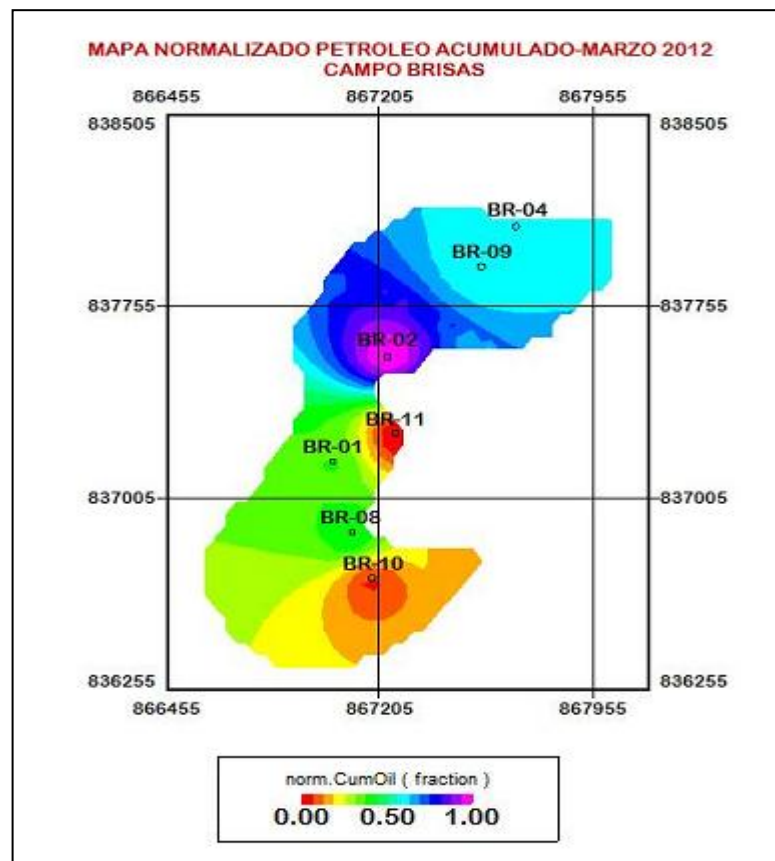 MAPA NORMALIZADO PETROLEO ACUMULADO-MARZO 2012
CAMPO BRISAS
866455 867205 867955
838505 838505
BR-04
BR-09
837755 837755
BR-02
BR-11
BR-01
837005 837005
BR-08
BR-10
836255 836255
866455 867205 867955
norm.CumOil ( fraction )
0.00 0.50 1.00